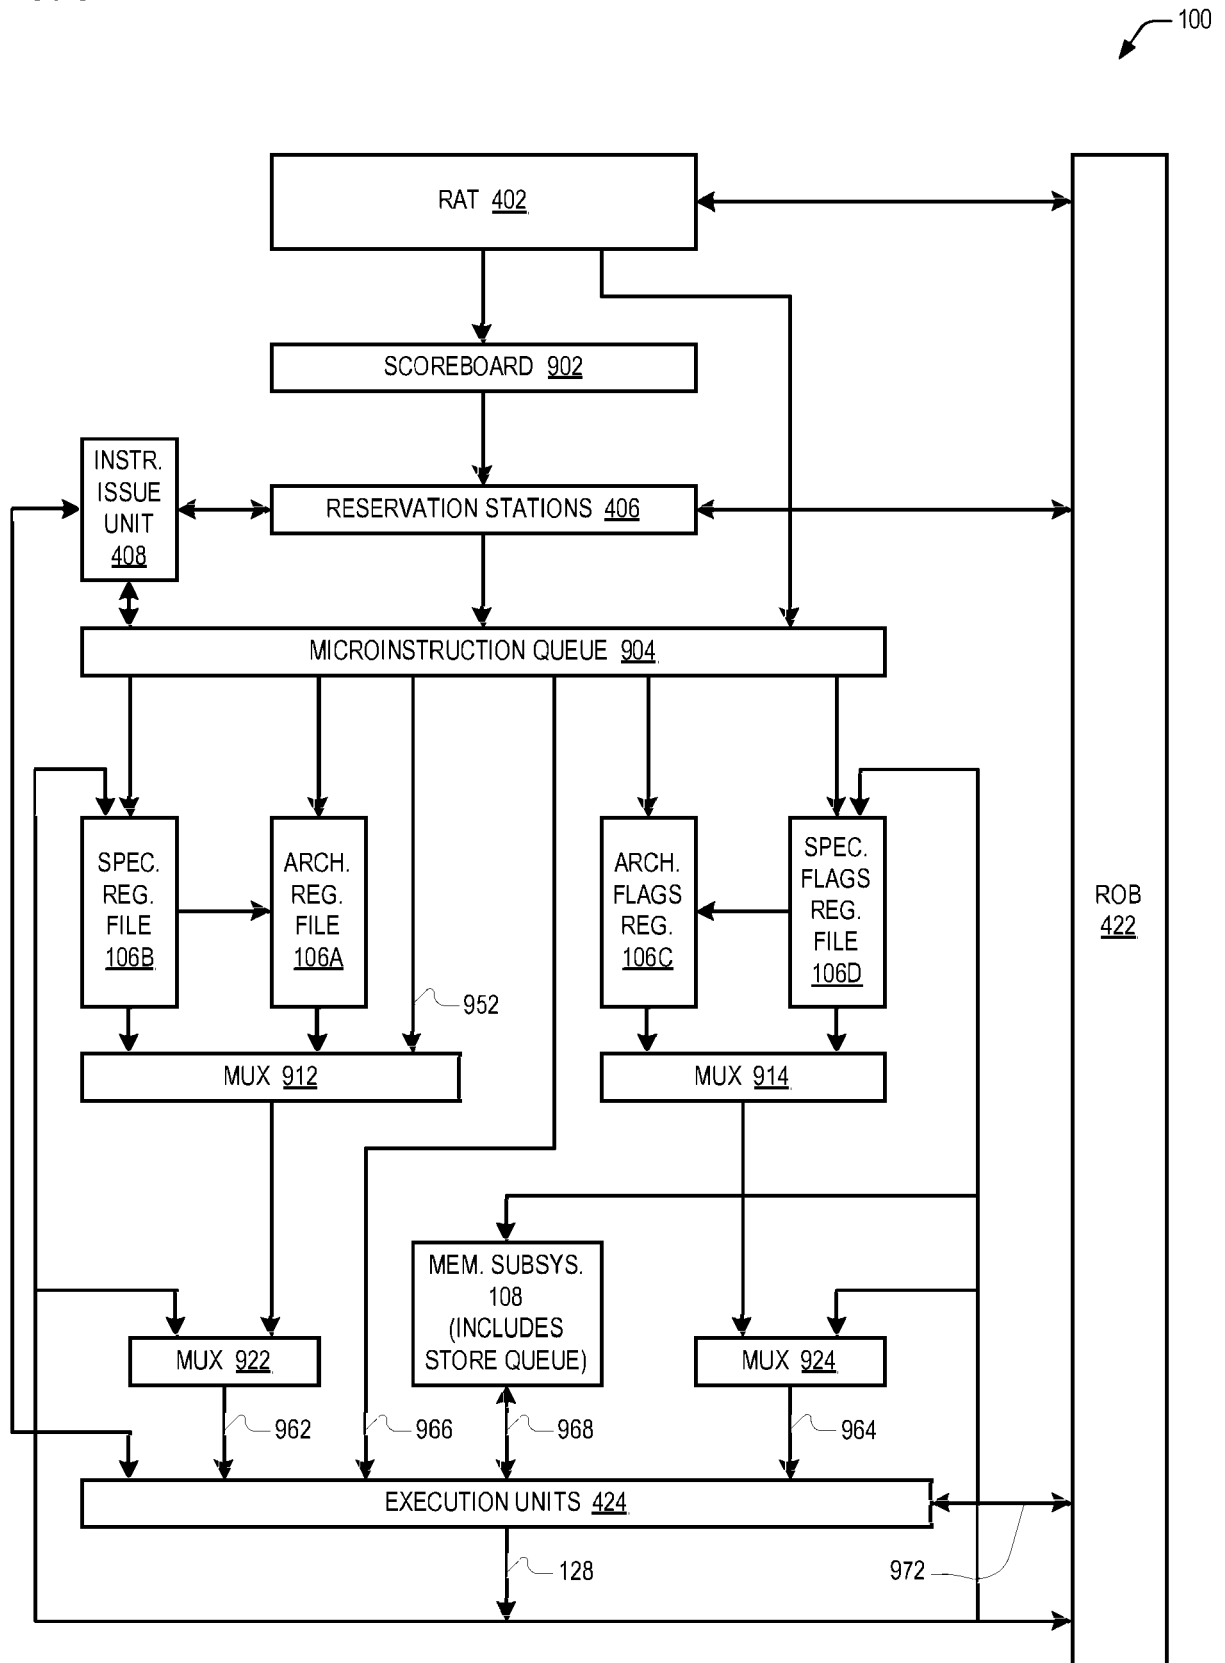 100
RAT 402
SCOREBOARD 902
INSTR.
ISSUE
UNIT
408
RESERVATION STATIONS 406
MICROINSTRUCTION QUEUE 904
SPEC.
REG.
FILE
106B
ARCH.
REG.
FILE
106A
ARCH.
FLAGS
REG.
106C
SPEC.
FLAGS
REG.
FILE
106D
ROB
422
952
MUX 912
MUX 914
MEM. SUBSYS.
108
(INCLUDES
STORE QUEUE)
MUX 922
MUX 924
962
966
968
964
EXECUTION UNITS 424
128
972